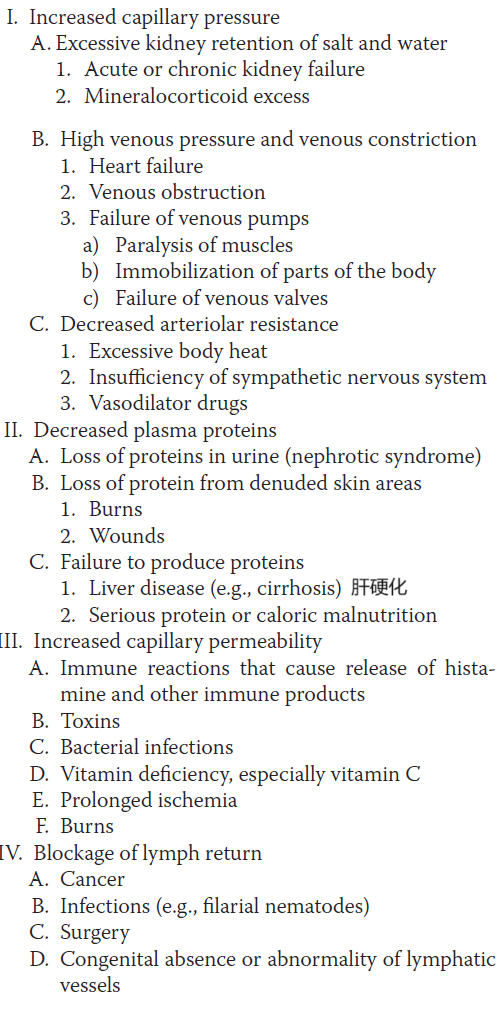 I. Increased capillary pressure
A. Excessive kidney retention of salt and water
1. Acute or chronic kidney failure
2. Mineralocorticoid excess
B. High venous pressure and venous constriction
1. Heart failure
2. Venous obstruction
3. Failure of venous pumps
a) Paralysis of muscles
b) Immobilization of parts of the body
c) Failure of venous valves
C. Decreased arteriolar resistance
1. Excessive body heat
2. Insufficiency of sympathetic nervous system
3. Vasodilator drugs
II. Decreased plasma proteins
A. Loss of proteins in urine (nephrotic syndrome)
B. Loss of protein from denuded skin areas
1. Burns
2. Wounds
C. Failure to produce proteins
1. Liver disease (e.g., cirrhosis) 肝硬化
2. Serious protein or caloric malnutrition
III. Increased capillary permeability
A. Immune reactions that cause release of hista-
mine and other immune products
B. Toxins
C. Bacterial infections
D. Vitamin deficiency, especially vitamin C
E. Prolonged ischemia
F. Burns
IV. Blockage of lymph return
A. Cancer
B. Infections (e.g., filarial nematodes)
C. Surgery
D. Congenital absence or abnormality of lymphatic
vessels